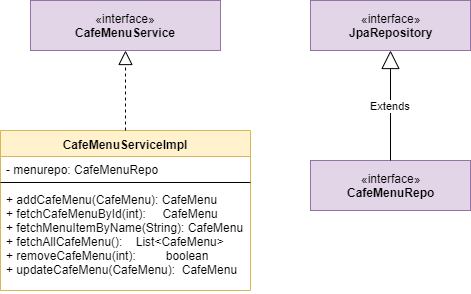 «interface»
CafeMenuService
«interface»
JpaRepository
Extends
CafeMenuServiceImpl
- menurepo: CafeMenuRepo
+ addCafeMenu(CafeMenu): CafeMenu
+ fetchCafeMenuById(int): CafeMenu
+ fetchMenuItemByName(String): CafeMenu
+ fetchAllCafeMenu(): List<CafeMenu>
+ removeCafeMenu(int): boolean
+ updateCafeMenu(CafeMenu): CafeMenu
«interface»
CafeMenuRepo